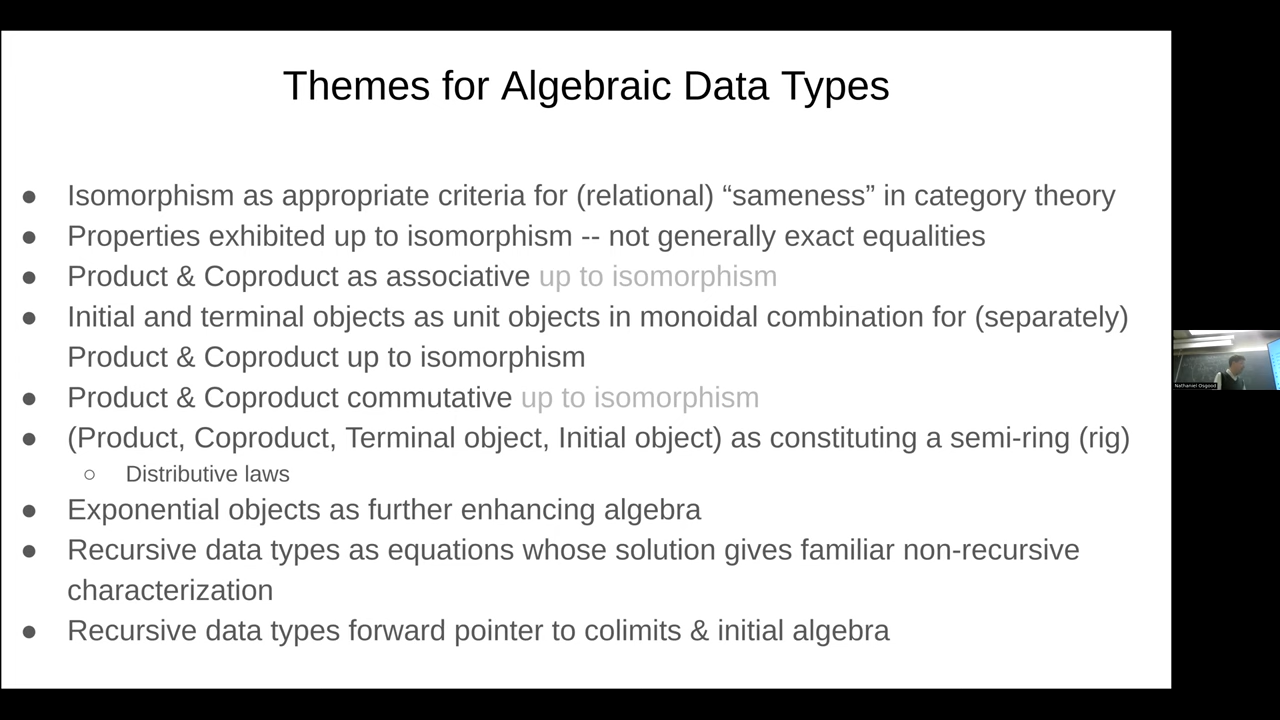 Themes for Algebraic Data Types
● Isomorphism as appropriate criteria for (relational) “sameness” in category theory
● Properties exhibited up to isomorphism -- not generally exact equalities
● Product & Coproduct as associative up to isomorphism
● Initial and terminal objects as unit objects in monoidal combination for (separately)
Product & Coproduct up to isomorphism
● Product & Coproduct commutative up to isomorphism
● (Product, Coproduct, Terminal object, Initial object) as constituting a semi-ring (rig)
○ Distributive laws
● Exponential objects as further enhancing algebra
● Recursive data types as equations whose solution gives familiar non-recursive
characterization
● Recursive data types forward pointer to colimits & initial algebra
Nathaniel Osgood